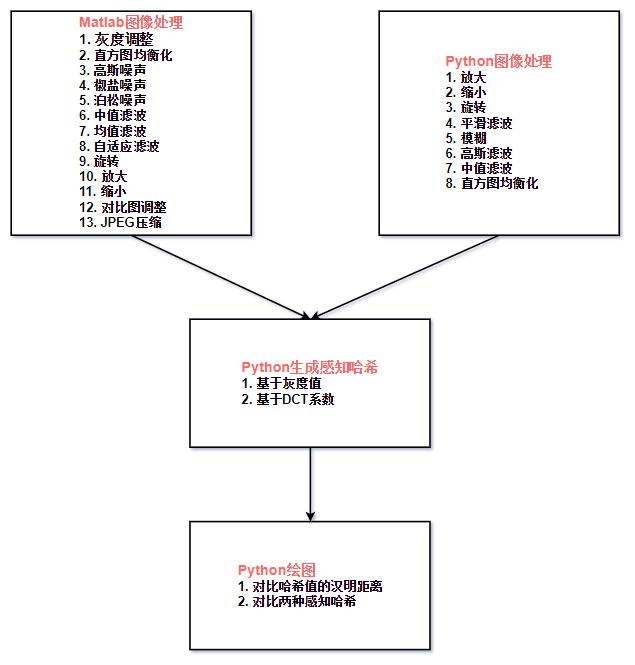 Matlab图像处理
1. 灰度调整
2. 直方图均衡化
3. 高斯噪声
4. 椒盐噪声
5. 泊松噪声
6. 中值滤波
7. 均值滤波
8. 自适应滤波
9. 旋转
10. 放大
11. 缩小
12. 对比图调整
13. JPEG压缩
Python图像处理
1. 放大
2. 缩小
3. 旋转
4. 平滑滤波
5. 模糊
6. 高斯滤波
7. 中值滤波
8. 直方图均衡化
Python生成感知哈希
1. 基于灰度值
2. 基于DCT系数
Python绘图
1. 对比哈希值的汉明距离
2. 对比两种感知哈希